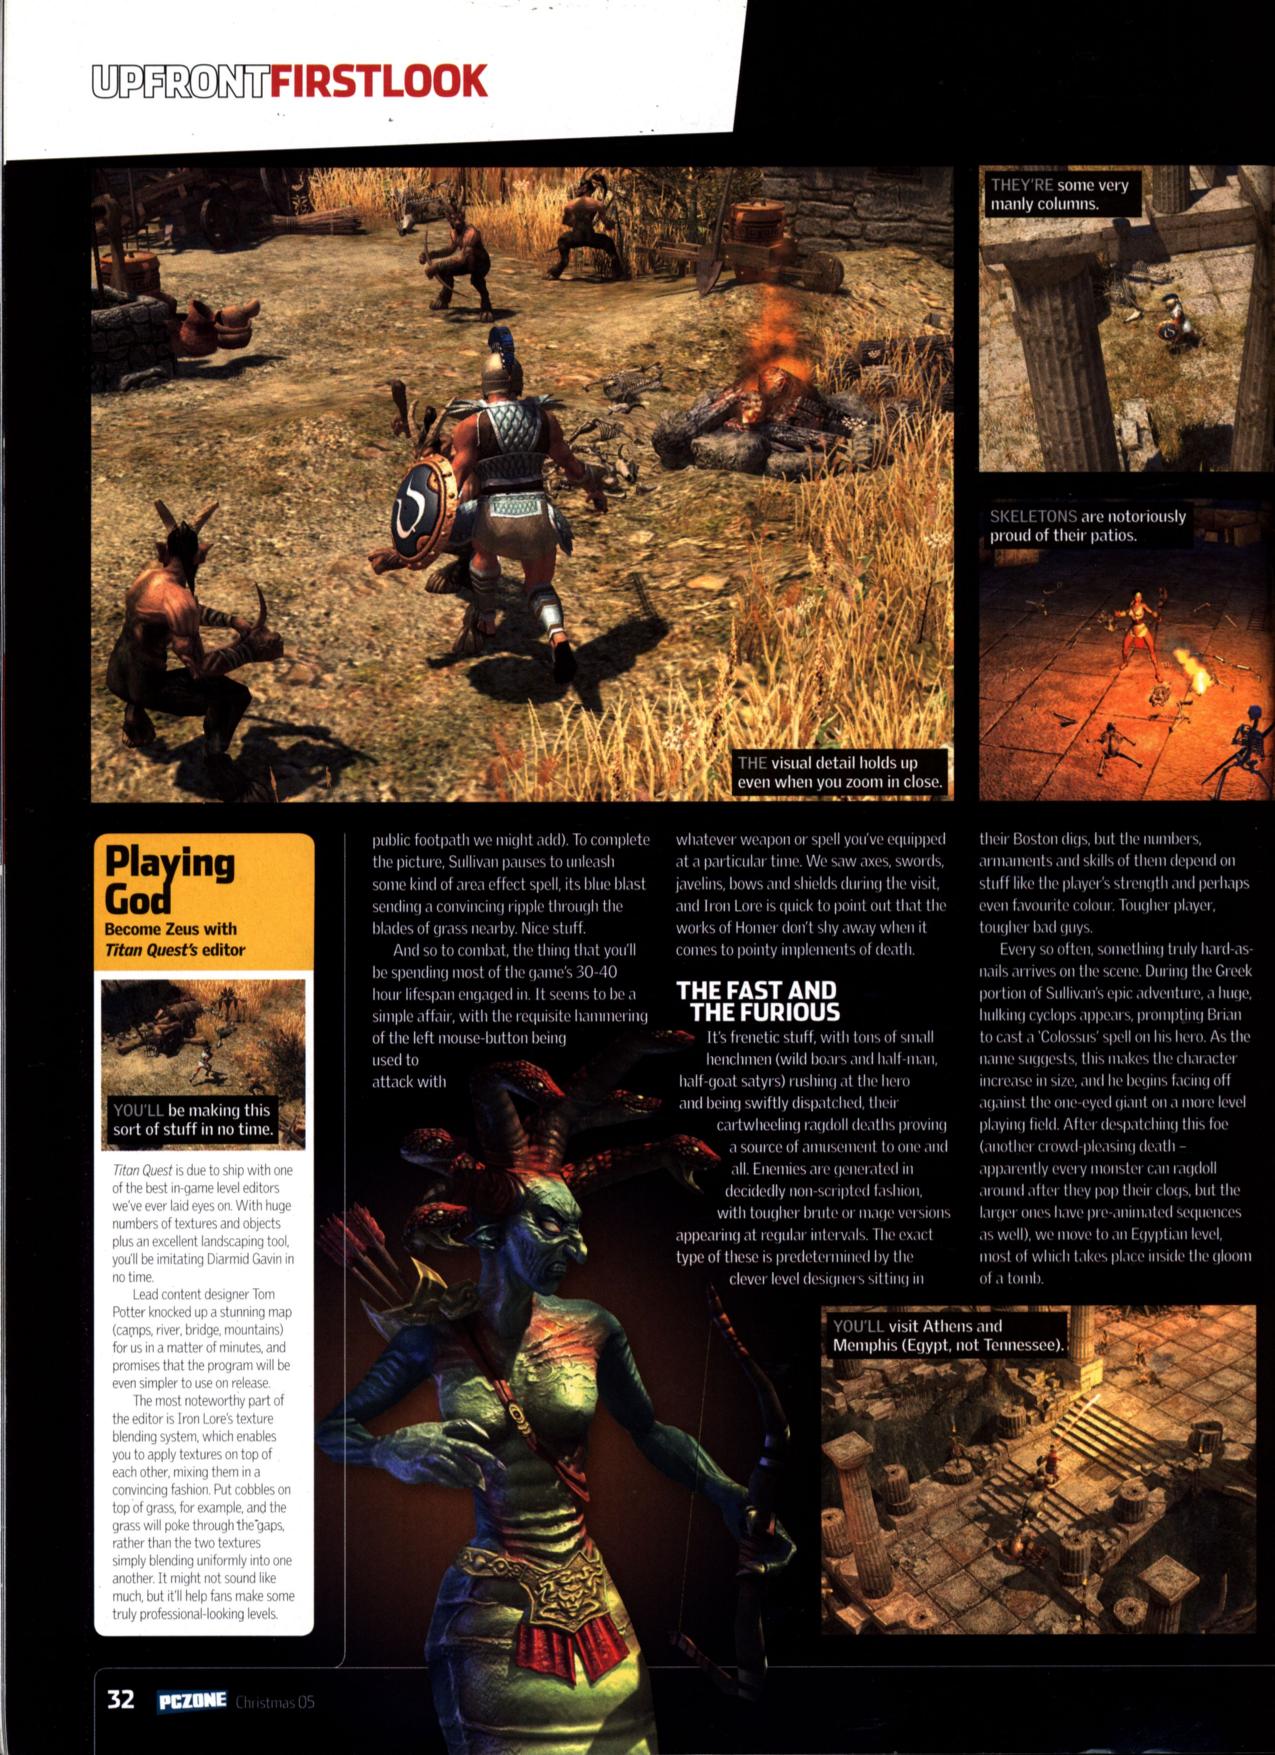 UPFRONTFIRSTLOOK
THEY'RE some very
manly columns.
SKELETONS are notoriously
proud of their patios.
THE visual detail holds up
even when you zoom in close.
Playing
God
Become Zeus with
Titan Quest's editor
YOU'LL be making this
sort of stuff in no time.
Titan Quest is due to ship with one
of the best in-game level editors
we've ever laid eyes on. With huge
numbers of textures and objects
plus an excellent landscaping tool,
you'll be imitating Diarmid Gavin in
no time.
Lead content designer Tom
Potter knocked up a stunning map
(camps, river, bridge, mountains)
for us in a matter of minutes, and
promises that the program will be
even simpler to use on release.
The most noteworthy part of
the editor is Iron Lore's texture
blending system, which enables
you to apply textures on top of
each other, mixing them in a
convincing fashion. Put cobbles on
top of grass, for example, and the
grass will poke through the gaps,
rather than the two textures
simply blending uniformly into one
another. It might not sound like
much, but it'll help fans make some
truly professional-looking levels.
public footpath we might add). To complete
the picture, Sullivan pauses to unleash
some kind of area effect spell, its blue blast
sending a convincing ripple through the
blades of grass nearby. Nice stuff.
And so to combat, the thing that you'll
be spending most of the game's 30-40
hour lifespan engaged in. It seems to be a
simple affair, with the requisite hammering
of the left mouse-button being
used to
attack with
whatever weapon or spell you've equipped
at a particular time. We saw axes, swords,
javelins, bows and shields during the visit,
and Iron Lore is quick to point out that the
works of Homer don't shy away when it
comes to pointy implements of death.
THE FAST AND
THE FURIOUS
It's frenetic stuff, with tons of small
henchmen (wild boars and half-man,
half-goat satyrs) rushing at the hero
and being swiftly dispatched, their
cartwheeling ragdoll deaths proving
a source of amusement to one and
all. Enemies are generated in
decidedly non-scripted fashion,
with tougher brute or mage versions
appearing at regular intervals. The exact
type of these is predetermined by the
clever level designers sitting in
their Boston digs, but the numbers,
armaments and skills of them depend on
stuff like the player's strength and perhaps
even favourite colour. Tougher player,
tougher bad guys.
Every so often, something truly hard-as-
nails arrives on the scene. During the Greek
portion of Sullivan's epic adventure, a huge,
hulking cyclops appears, prompting Brian
to cast a 'Colossus' spell on his hero. As the
name suggests, this makes the character
increase in size, and he begins facing off
against the one-eyed giant on a more level
playing field. After despatching this foe
(another crowd-pleasing death –
apparently every monster can ragdoll
around after they pop their clogs, but the
larger ones have pre-animated sequences
as well), we move to an Egyptian level,
most of which takes place inside the gloom
of a tomb.
YOU'LL visit Athens and
Memphis (Egypt, not Tennessee).
32 PCZONE Christmas 05